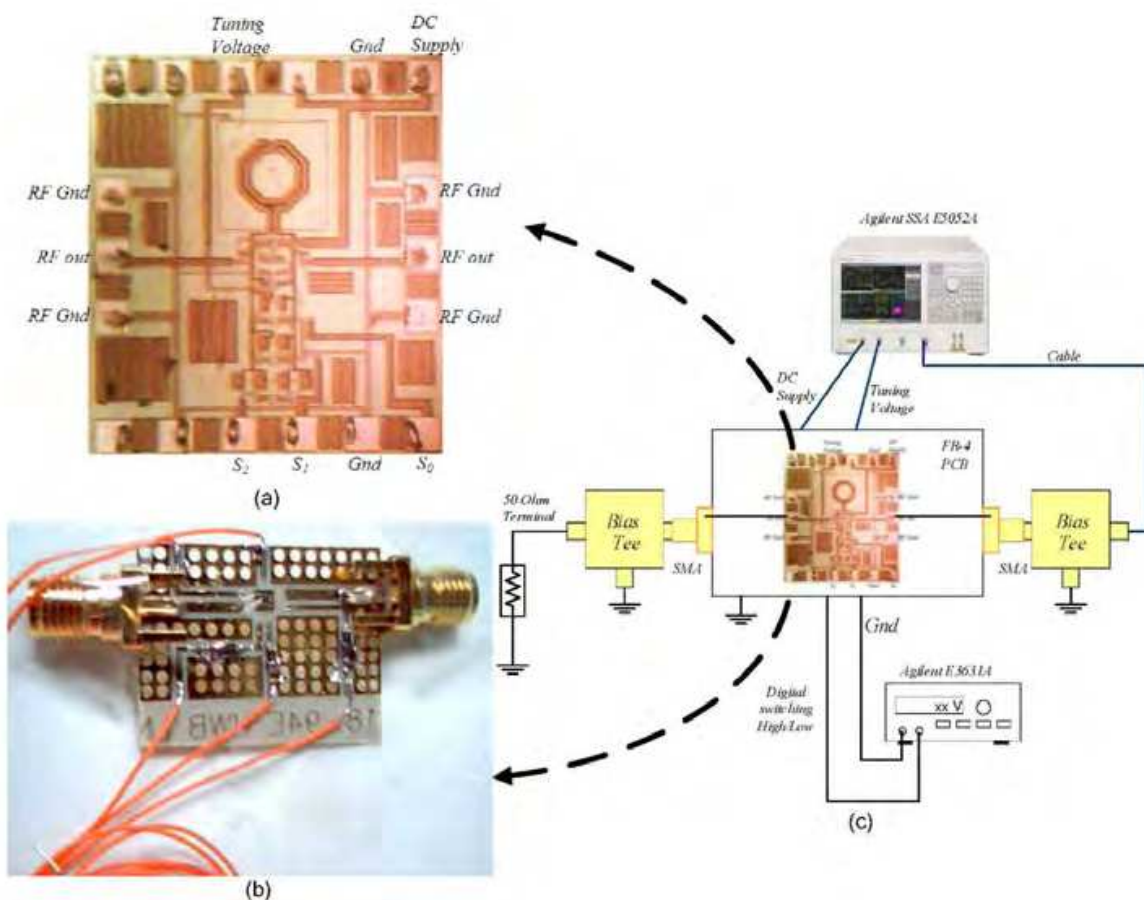 Tuning
Voltage
Gnd
DC
Supply
RF Gnd
RF Gnd
RF out
RF out
RF Gnd
RF Gnd
S2
S1
Gnd
S0
(a)
(b)
Agilent SSA E5052A
Cable
DC
Supply
Tuning
Voltage
FR-4
PCB
50 Ohm
Terminal
Bias
Tee
SMA
SMA
Bias
Tee
Gnd
Agilent E3631A
xx V
Digital
switching
High/Low
(c)